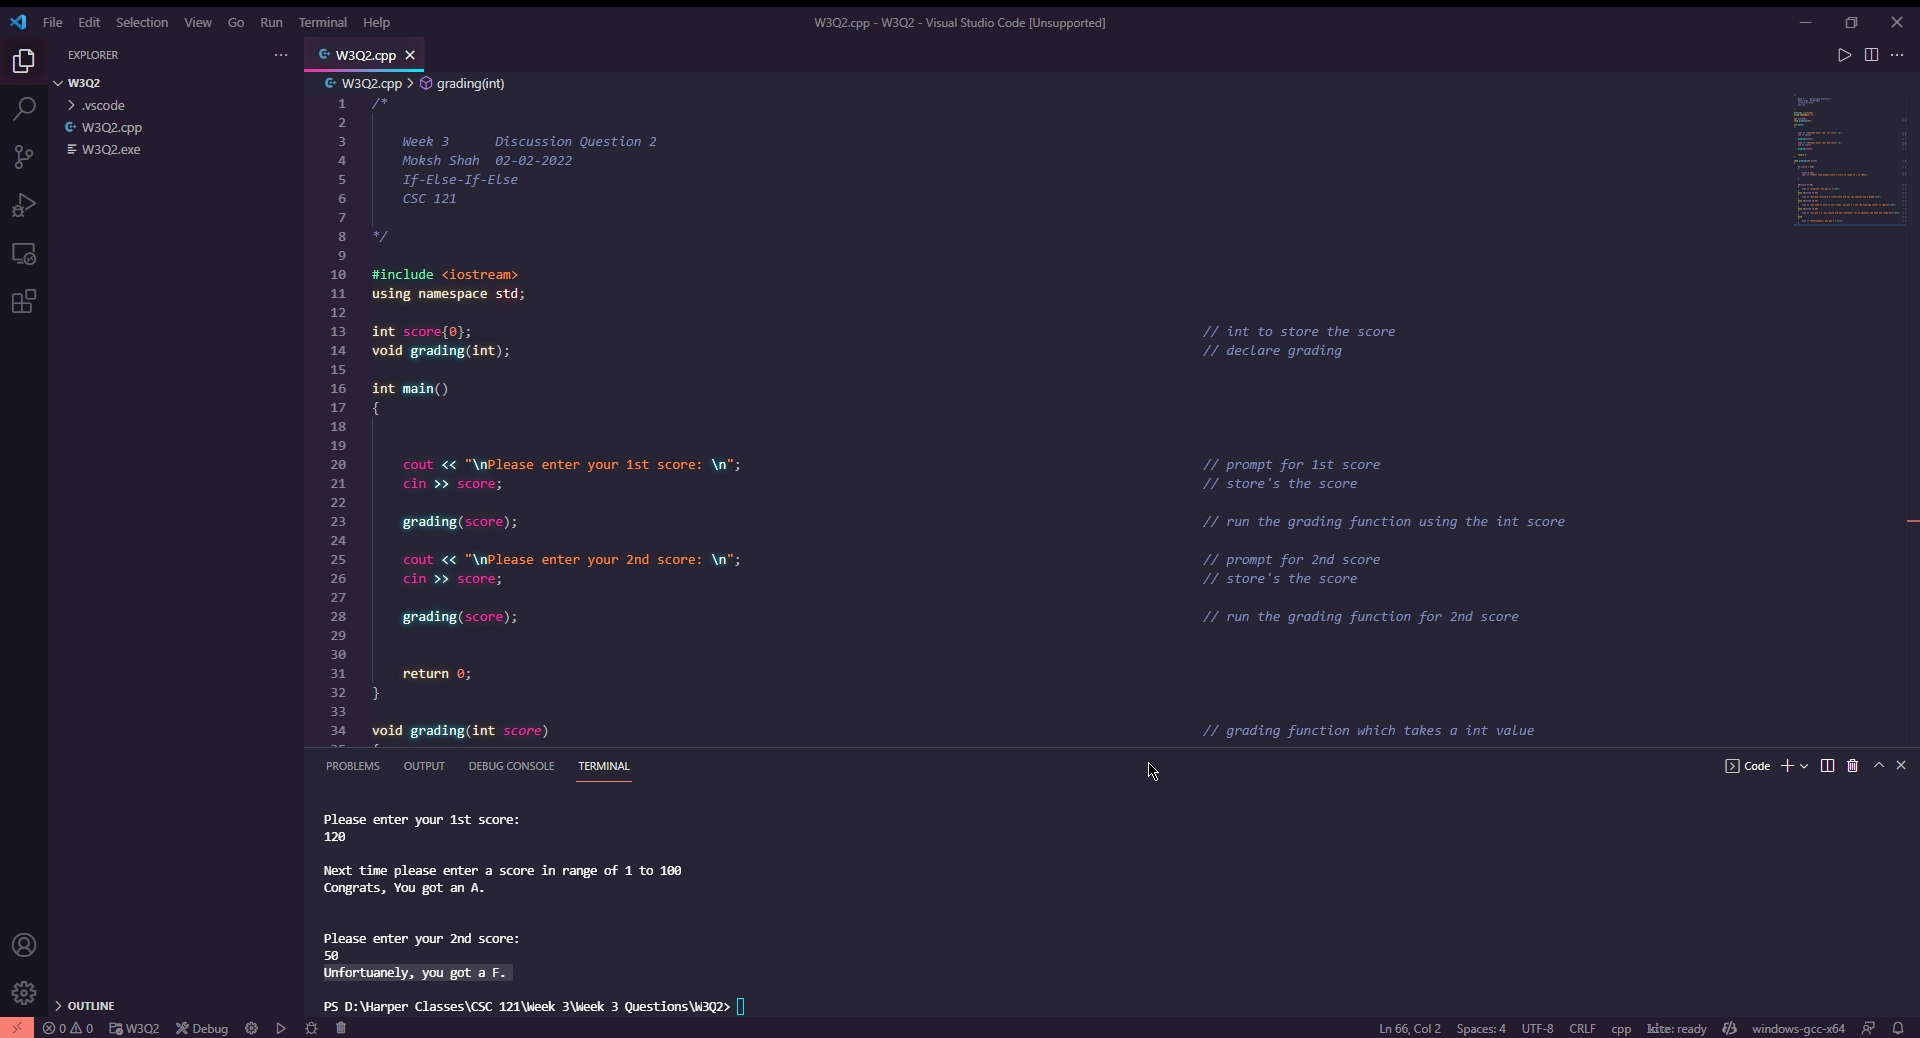 File Edit Selection View Go Run Terminal Help
W3Q2.cpp - W3Q2 - Visual Studio Code [Unsupported]
EXPLORER
W3Q2
.vscode
W3Q2.cpp
W3Q2.exe
OUTLINE
W3Q2.cpp
W3Q2.cpp > grading(int)
1 /*
2
3 Week 3 Discussion Question 2
4 Moksh Shah 02-02-2022
5 If-Else-If-Else
6 CSC 121
7
8 */
9
10 #include <iostream>
11 using namespace std;
12
13 int score{0}; // int to store the score
14 void grading(int); // declare grading
15
16 int main()
17 {
18
19
20 cout << "\nPlease enter your 1st score: \n"; // prompt for 1st score
21 cin >> score; // store's the score
22
23 grading(score); // run the grading function using the int score
24
25 cout << "\nPlease enter your 2nd score: \n"; // prompt for 2nd score
26 cin >> score; // store's the score
27
28 grading(score); // run the grading function for 2nd score
29
30
31 return 0;
32 }
33
34 void grading(int score) // grading function which takes a int value
PROBLEMS OUTPUT DEBUG CONSOLE TERMINAL
Code
Please enter your 1st score:
120
Next time please enter a score in range of 1 to 100
Congrats, You got an A.
Please enter your 2nd score:
50
Unfortuanely, you got a F.
PS D:\Harper Classes\CSC 121\Week 3\Week 3 Questions\W3Q2>
0 0 W3Q2 Debug
Ln 66, Col 2 Spaces: 4 UTF-8 CRLF cpp kite: ready windows-gcc-x64